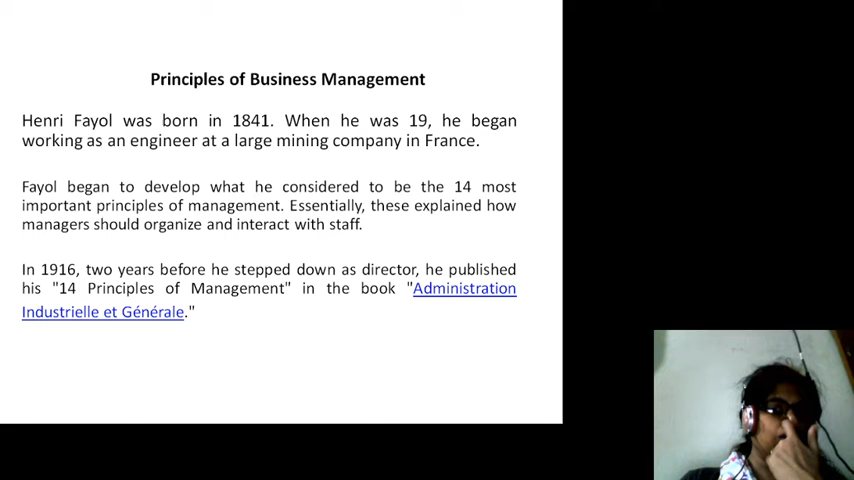 Principles of Business Management
Henri Fayol was born in 1841. When he was 19, he began
working as an engineer at a large mining company in France.
Fayol began to develop what he considered to be the 14 most
important principles of management. Essentially, these explained how
managers should organize and interact with staff.
In 1916, two years before he stepped down as director, he published
his "14 Principles of Management" in the book "Administration
Industrielle et Générale."